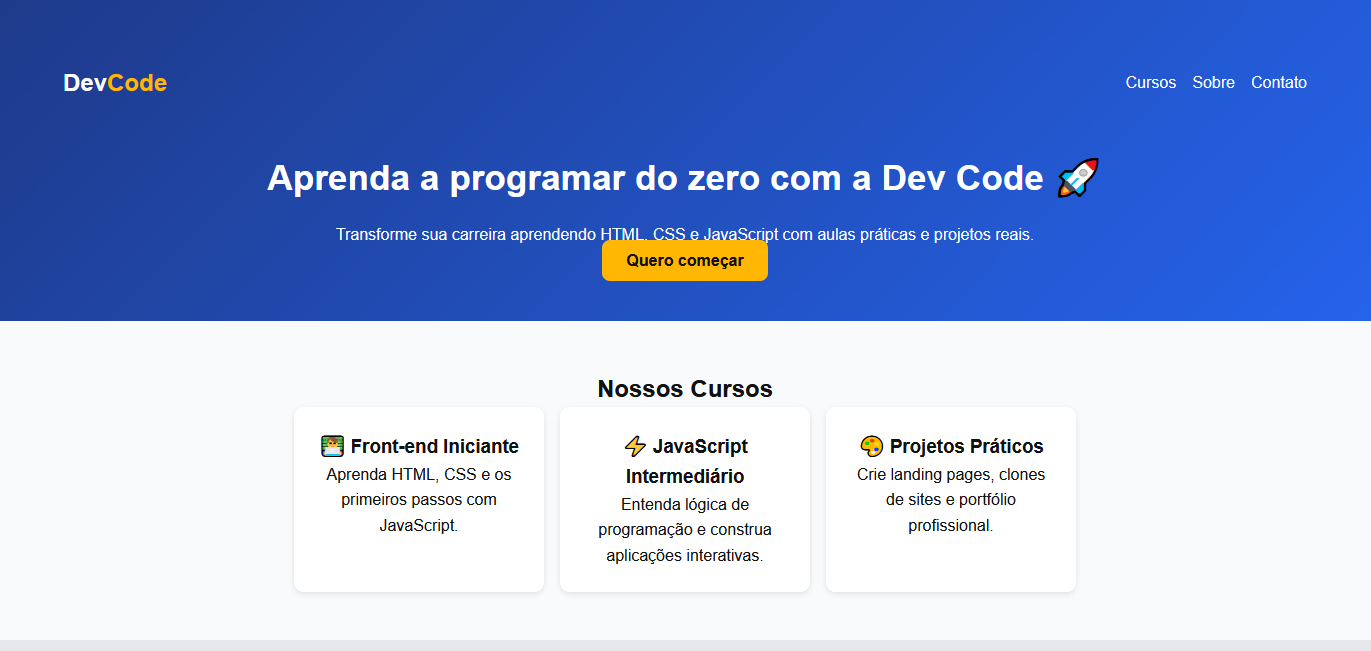 DevCode
Cursos Sobre Contato
Aprenda a programar do zero com a Dev Code 🚀
Transforme sua carreira aprendendo HTML, CSS e JavaScript com aulas práticas e projetos reais.
Quero começar
Nossos Cursos
👨‍💻 Front-end Iniciante
Aprenda HTML, CSS e os
primeiros passos com
JavaScript.
⚡ JavaScript
Intermediário
Entenda lógica de
programação e construa
aplicações interativas.
🎨 Projetos Práticos
Crie landing pages, clones
de sites e portfólio
profissional.